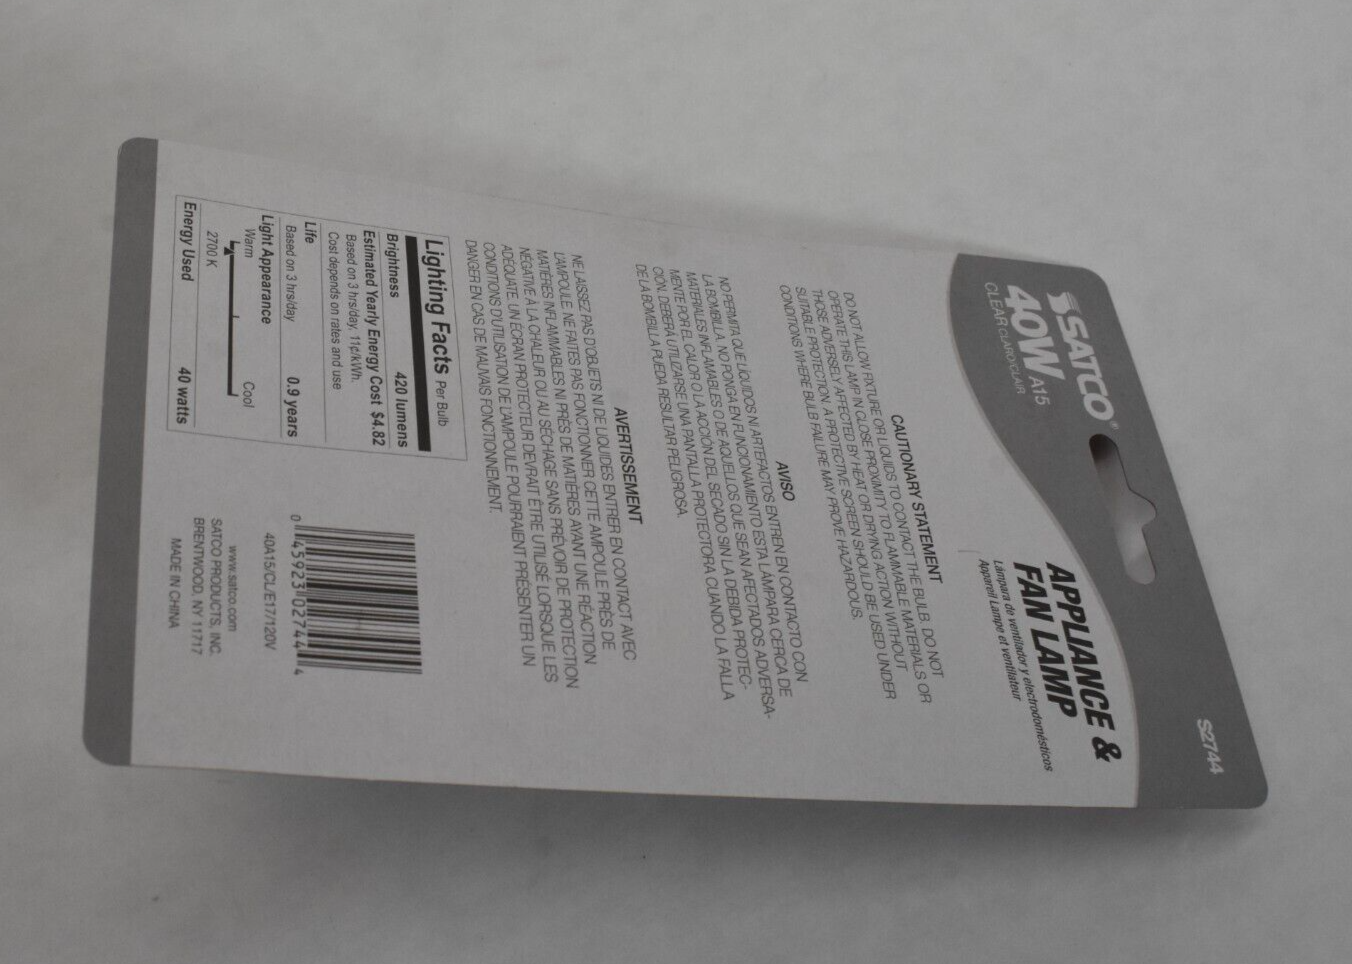 SATCO®
40W A15
CLEAR CLARO/CLAIR
S2744
APPLIANCE &
FAN LAMP
Lámpara de ventilador y electrodomésticos
Appareil Lampe et ventilateur
CAUTIONARY STATEMENT
DO NOT ALLOW FIXTURE OR LIQUIDS TO CONTACT THE BULB. DO NOT
OPERATE THIS LAMP IN CLOSE PROXIMITY TO FLAMMABLE MATERIALS OR
THOSE ADVERSELY AFFECTED BY HEAT OR DRYING ACTION WITHOUT
SUITABLE PROTECTION. A PROTECTIVE SCREEN SHOULD BE USED UNDER
CONDITIONS WHERE BULB FAILURE MAY PROVE HAZARDOUS.
AVISO
NO PERMITA QUE LÍQUIDOS NI ARTEFACTOS ENTREN EN CONTACTO CON
LA BOMBILLA. NO PONGA EN FUNCIONAMIENTO ESTA LÁMPARA CERCA DE
MATERIALES INFLAMABLES O DE AQUELLOS QUE SEAN AFECTADOS ADVERSA-
MENTE POR EL CALOR O LA ACCIÓN DEL SECADO SIN LA DEBIDA PROTEC-
CIÓN. DEBERÁ UTILIZARSE UNA PANTALLA PROTECTORA CUANDO LA FALLA
DE LA BOMBILLA PUEDA RESULTAR PELIGROSA.
AVERTISSEMENT
NE LAISSEZ PAS D'OBJETS NI DE LIQUIDES ENTRER EN CONTACT AVEC
L'AMPOULE. NE FAITES PAS FONCTIONNER CETTE AMPOULE PRÈS DE
MATIÈRES INFLAMMABLES NI PRÈS DE MATIÈRES AYANT UNE RÉACTION
NÉGATIVE À LA CHALEUR OU AU SÉCHAGE SANS PRÉVOIR DE PROTECTION
ADÉQUATE. UN ÉCRAN PROTECTEUR DEVRAIT ÊTRE UTILISÉ LORSQUE LES
CONDITIONS D'UTILISATION DE L'AMPOULE POURRAIENT PRÉSENTER UN
DANGER EN CAS DE MAUVAIS FONCTIONNEMENT.
Lighting Facts Per Bulb
Brightness 420 lumens
Estimated Yearly Energy Cost $4.82
Based on 3 hrs/day, 11¢/kWh.
Cost depends on rates and use
Life
Based on 3 hrs/day 0.9 years
Light Appearance
Warm Cool
2700 K
Energy Used 40 watts
0 45923 02744 4
40A15/CL/E17/120V
www.satco.com
SATCO PRODUCTS, INC.
BRENTWOOD, NY 11717
MADE IN CHINA